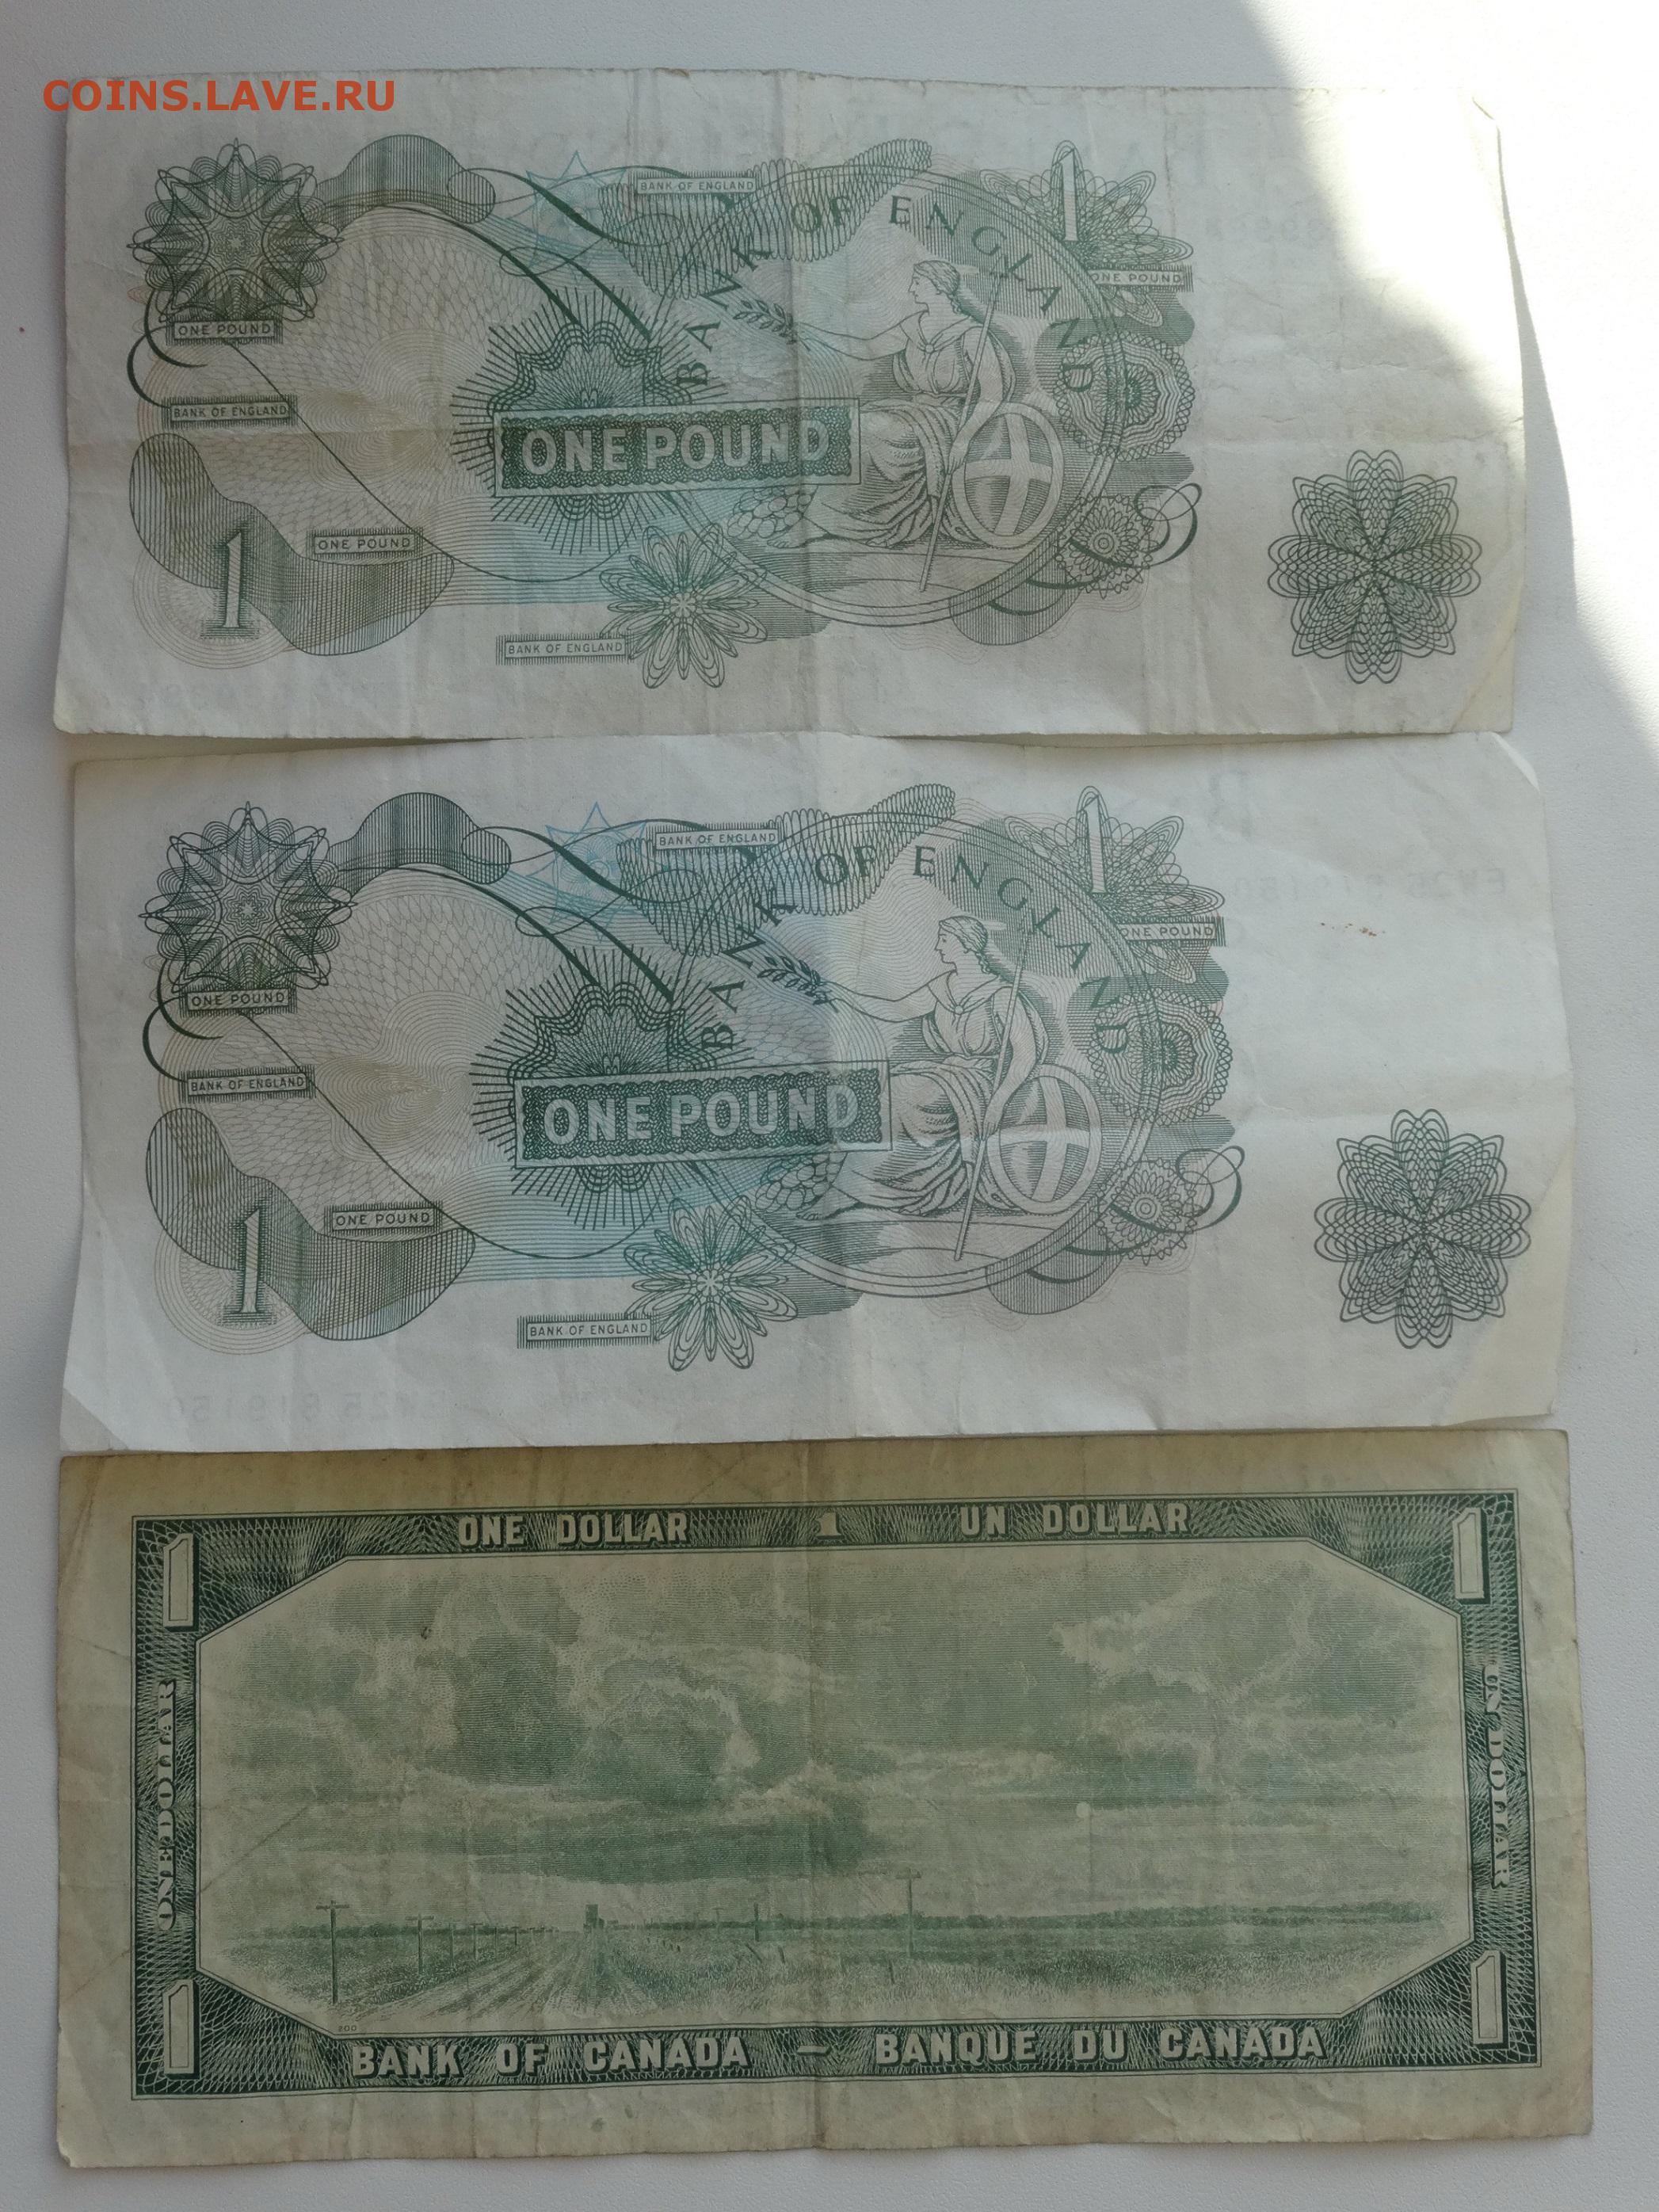 COINS.LAVE.RU
BANK OF ENGLAND
1
BANK OF ENGLAND
ONE POUND
ONE POUND
BANK OF ENGLAND
ONE POUND
ONE POUND
1
BANK OF ENGLAND
BANK OF ENGLAND
1
BANK OF ENGLAND
ONE POUND
ONE POUND
BANK OF ENGLAND
ONE POUND
ONE POUND
1
BANK OF ENGLAND
ONE DOLLAR 1 UN DOLLAR
1 1
ONE DOLLAR
UN DOLLAR
1 1
200
BANK OF CANADA – BANQUE DU CANADA